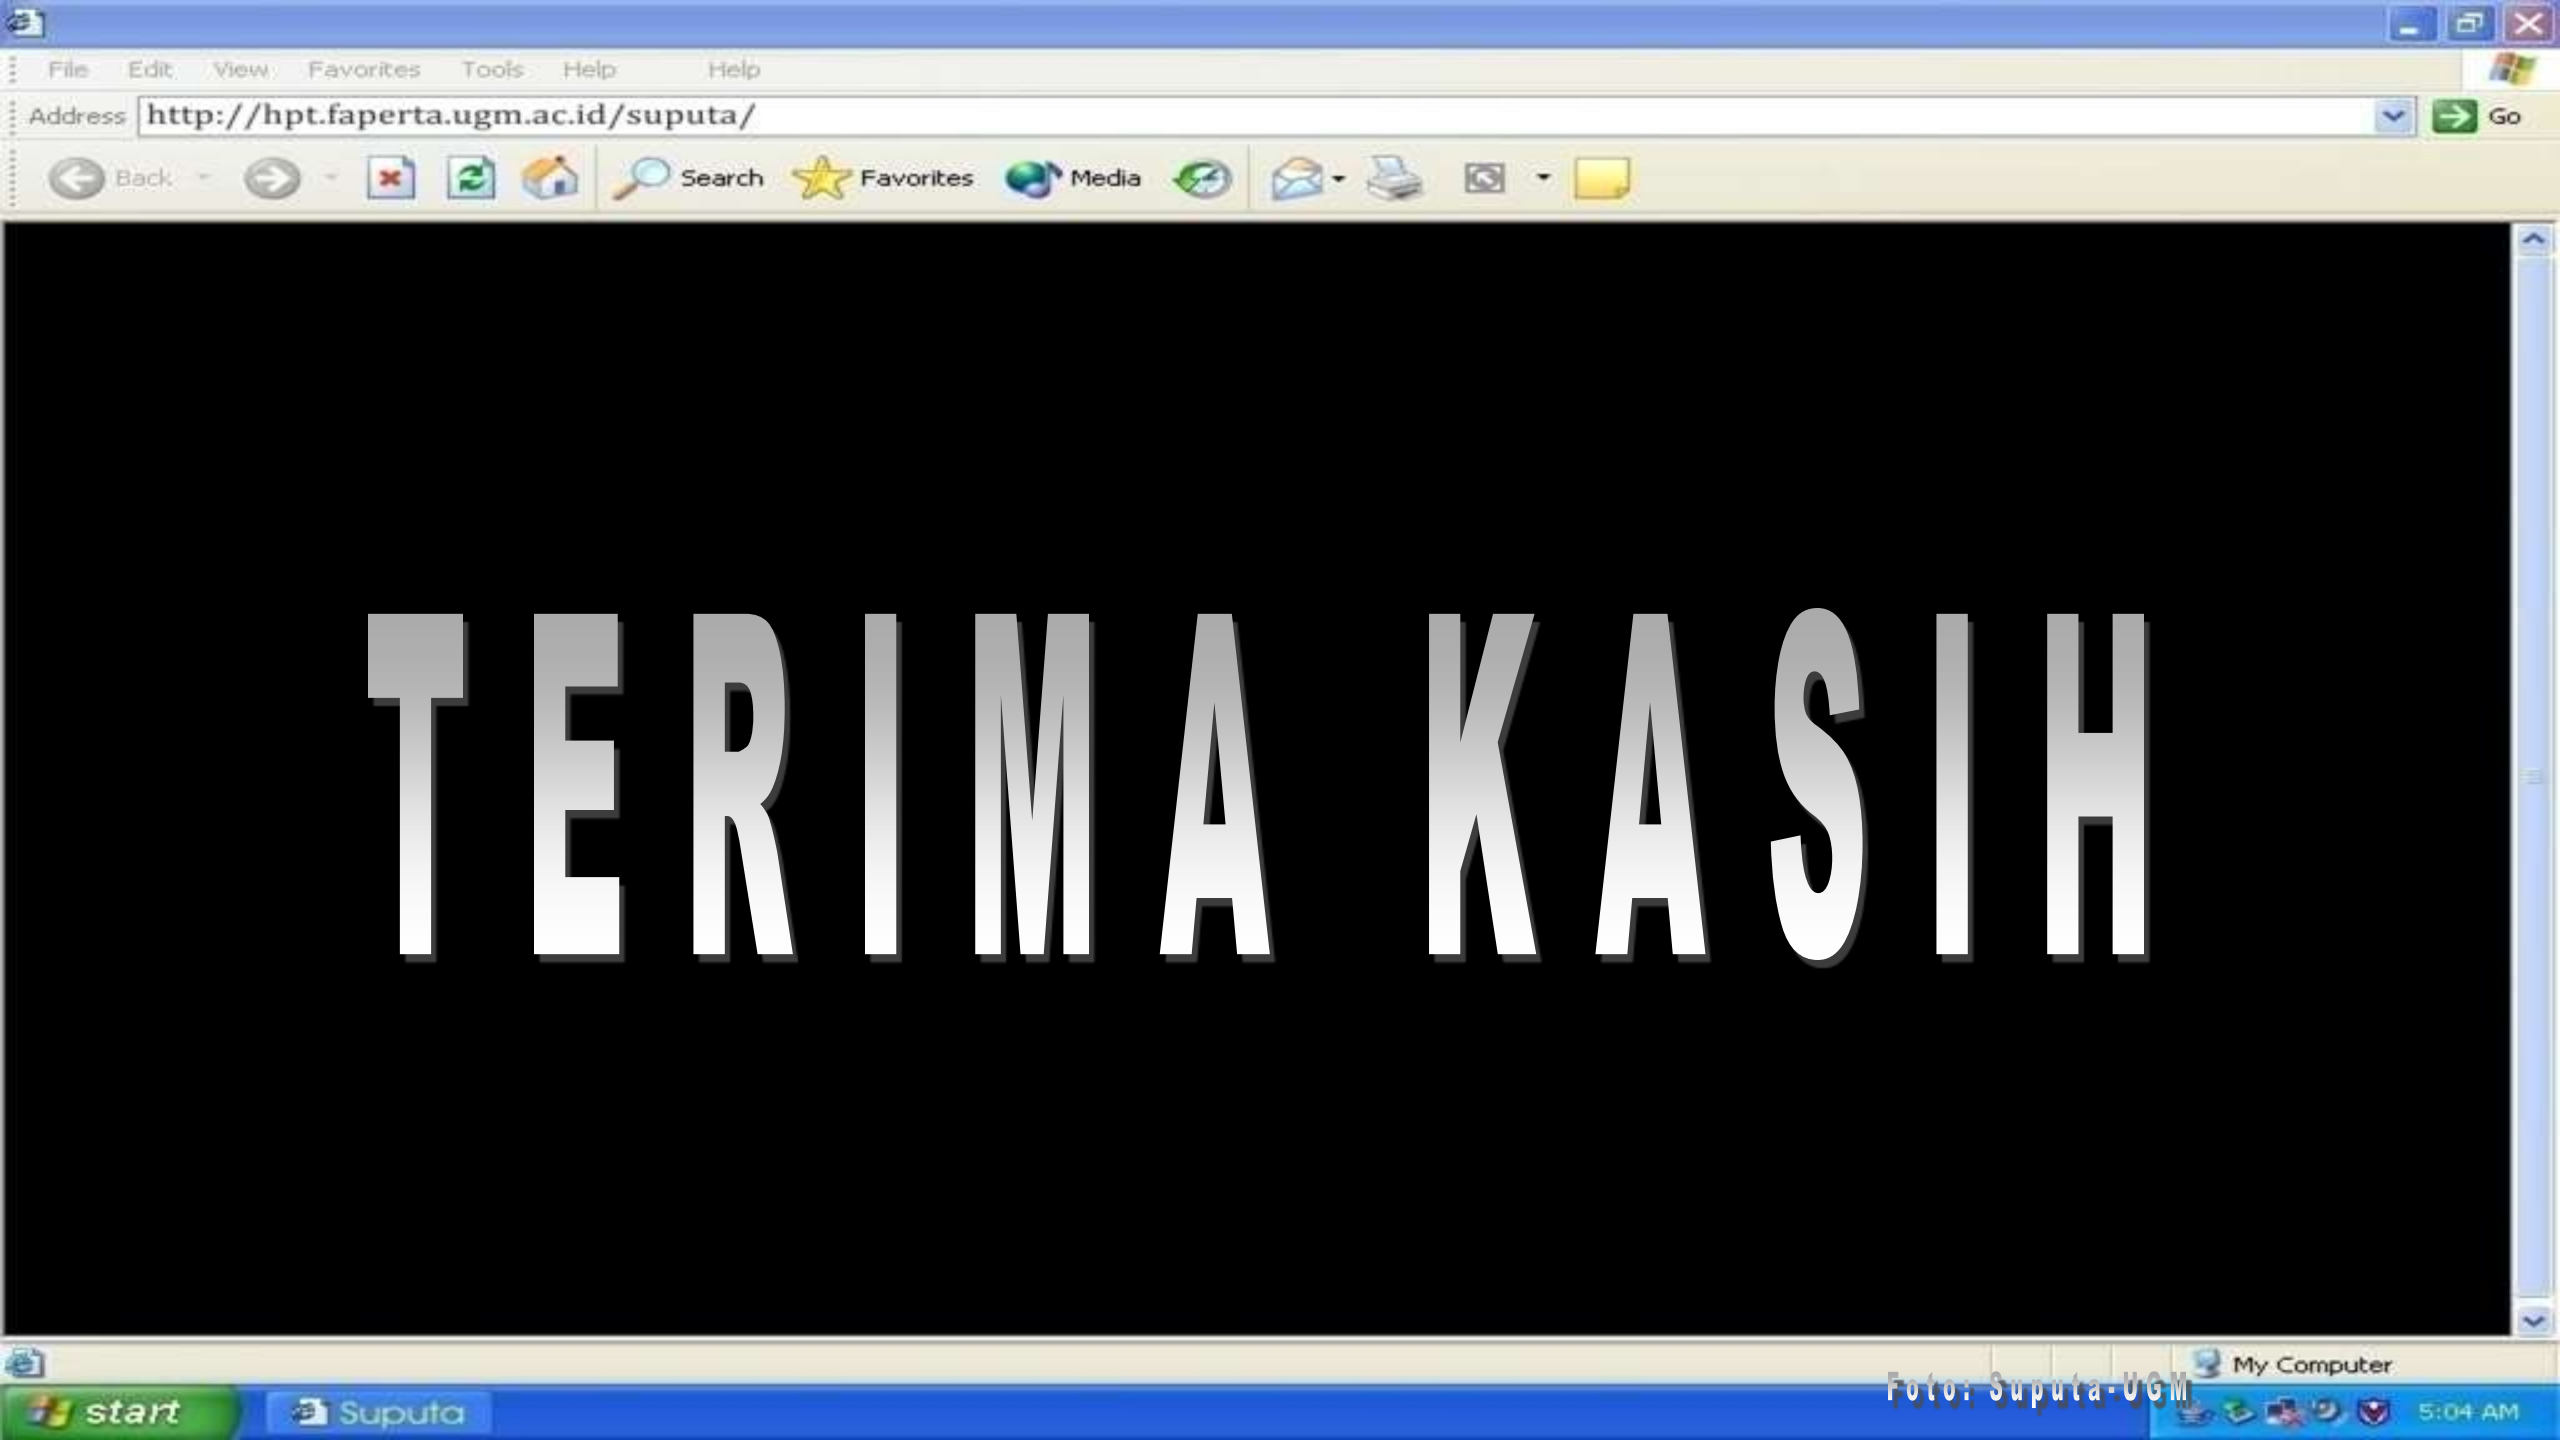 File Edit View Favorites Tools Help Help
Address http://hpt.faperta.ugm.ac.id/suputa/ Go
Back Search Favorites Media
TERIMA KASIH
My Computer
Foto: Suputa-UGM
start Suputa 5:04 AM